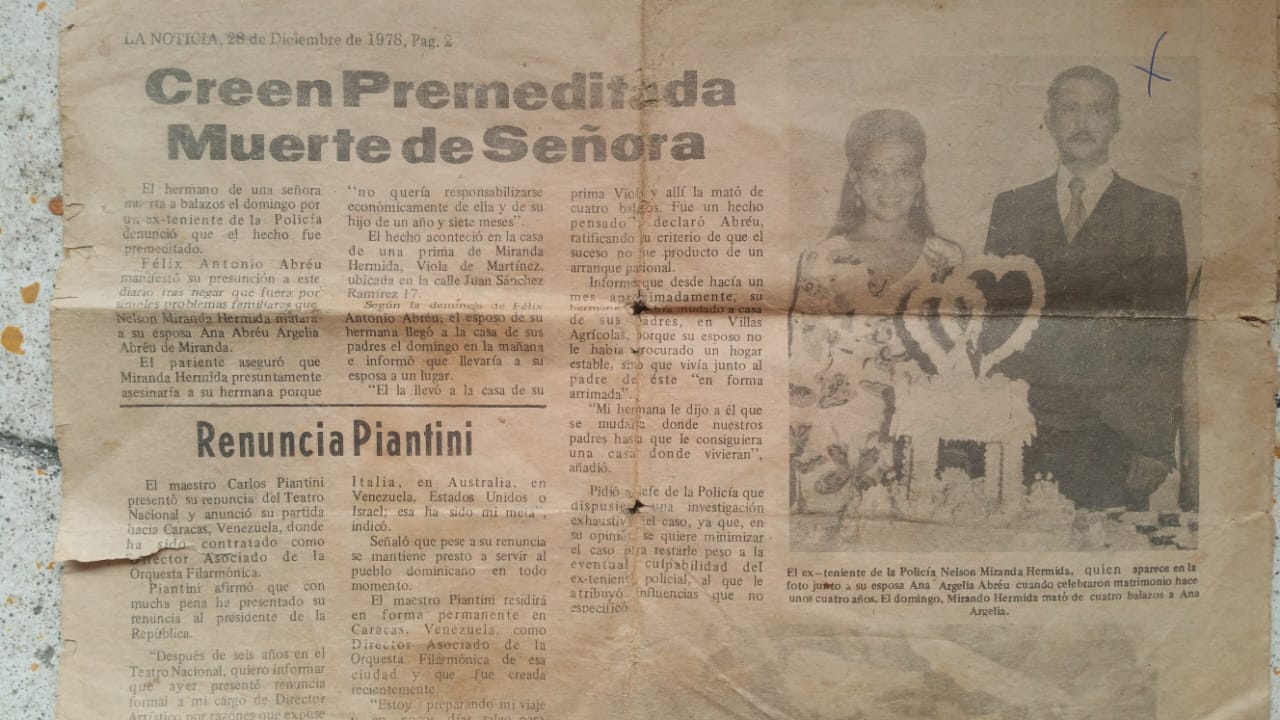 LA NOTICIA, 28 de Diciembre de 1978, Pag. 2
Creen Premeditada
Muerte de Señora
El hermano de una señora
muerta a balazos el domingo por
un ex-teniente de la Policía
denunció que el hecho fue
premeditado.
Félix Antonio Abréu
manifestó su presunción a este
diario tras negar que fuera por
simples problemas familiares que
Nelson Miranda Hermida matara
a su esposa Ana Abréu Argelia
Abréu de Miranda.
El pariente aseguró que
Miranda Hermida presuntamente
asesinaría a su hermana porque
"no quería responsabilizarse
económicamente de ella y de su
hijo de un año y siete meses".
El hecho aconteció en la casa
de una prima de Miranda
Hermida, Viola de Martínez,
ubicada en la calle Juan Sánchez
Ramírez 17.
Según la denuncia de Félix
Antonio Abréu, el esposo de su
hermana llegó a la casa de sus
padres el domingo en la mañana
e informó que llevaría a su
esposa a un lugar.
"El la llevó a la casa de su
prima Viola y allí la mató de
cuatro balazos. Fue un hecho
pensado" declaró Abréu,
ratificando su criterio de que el
suceso no fue producto de un
arranque pasional.
Informó que desde hacía un
mes aproximadamente, su
hermana se había mudado a casa
de sus padres, en Villas
Agrícolas, porque su esposo no
le había procurado un hogar
estable, sino que vivía junto al
padre de éste "en forma
arrimada".
"Mi hermana le dijo a él que
se mudaría donde nuestros
padres hasta que le consiguiera
una casa donde vivieran",
añadió.
Pidió a jefe de la Policía que
dispusiera una investigación
exhaustiva del caso, ya que, en
su opinión, se quiere minimizar
el caso para restarle peso a la
eventual culpabilidad del
ex-teniente policial, al que le
atribuyó influencias que no
especificó
El ex-teniente de la Policía Nelson Miranda Hermida, quien aparece en la
foto junto a su esposa Ana Argelia Abréu cuando celebraron matrimonio hace
unos cuatro años. El domingo, Mirando Hermida mató de cuatro balazos a Ana
Argelia.
Renuncia Piantini
El maestro Carlos Piantini
presentó su renuncia del Teatro
Nacional y anunció su partida
hacia Caracas, Venezuela, donde
ha sido contratado como
Director Asociado de la
Orquesta Filarmónica.
Piantini afirmó que con
mucha pena ha presentado su
renuncia al presidente de la
República.
"Después de seis años en el
Teatro Nacional, quiero informar
que ayer presenté renuncia
formal a mi cargo de Director
Artístico por razones que expuse
Italia, en Australia, en
Venezuela, Estados Unidos o
Israel; esa ha sido mi meta",
indicó.
Señaló que pese a su renuncia
se mantiene presto a servir al
pueblo dominicano en todo
momento.
El maestro Piantini residirá
en forma permanente en
Caracas, Venezuela, como
Director Asociado de la
Orquesta Filarmónica de esa
ciudad y que fue creada
recientemente.
"Estoy preparando mi viaje
en pocos días salgo para